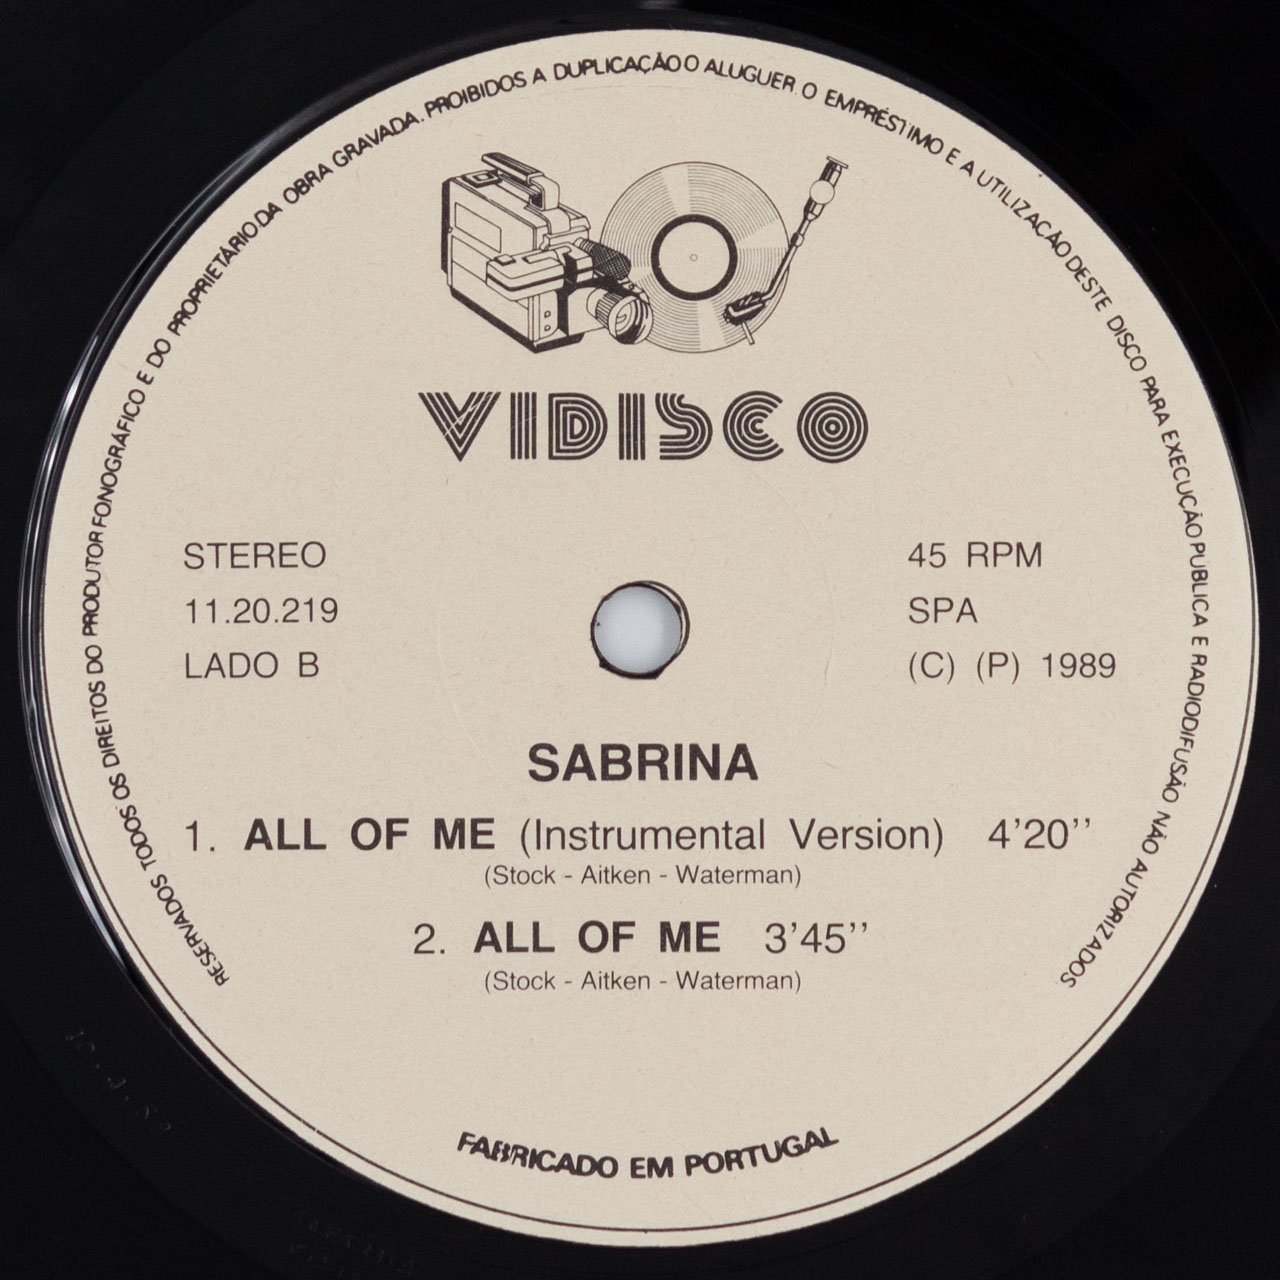 RESERVADOS TODOS OS DIREITOS DO PRODUTOR FONOGRÁFICO E DO PROPRIETÁRIO DA OBRA GRAVADA. PROIBIDOS A DUPLICAÇÃO O ALUGUER. O EMPRÉSTIMO E A UTILIZAÇÃO DESTE DISCO PARA EXECUÇÃO PUBLICA E RADIODIFUSÃO NÃO AUTORIZADOS
VIDISCO
STEREO
11.20.219
LADO B
45 RPM
SPA
(C) (P) 1989
SABRINA
1. ALL OF ME (Instrumental Version) 4'20''
(Stock - Aitken - Waterman)
2. ALL OF ME 3'45''
(Stock - Aitken - Waterman)
FABRICADO EM PORTUGAL